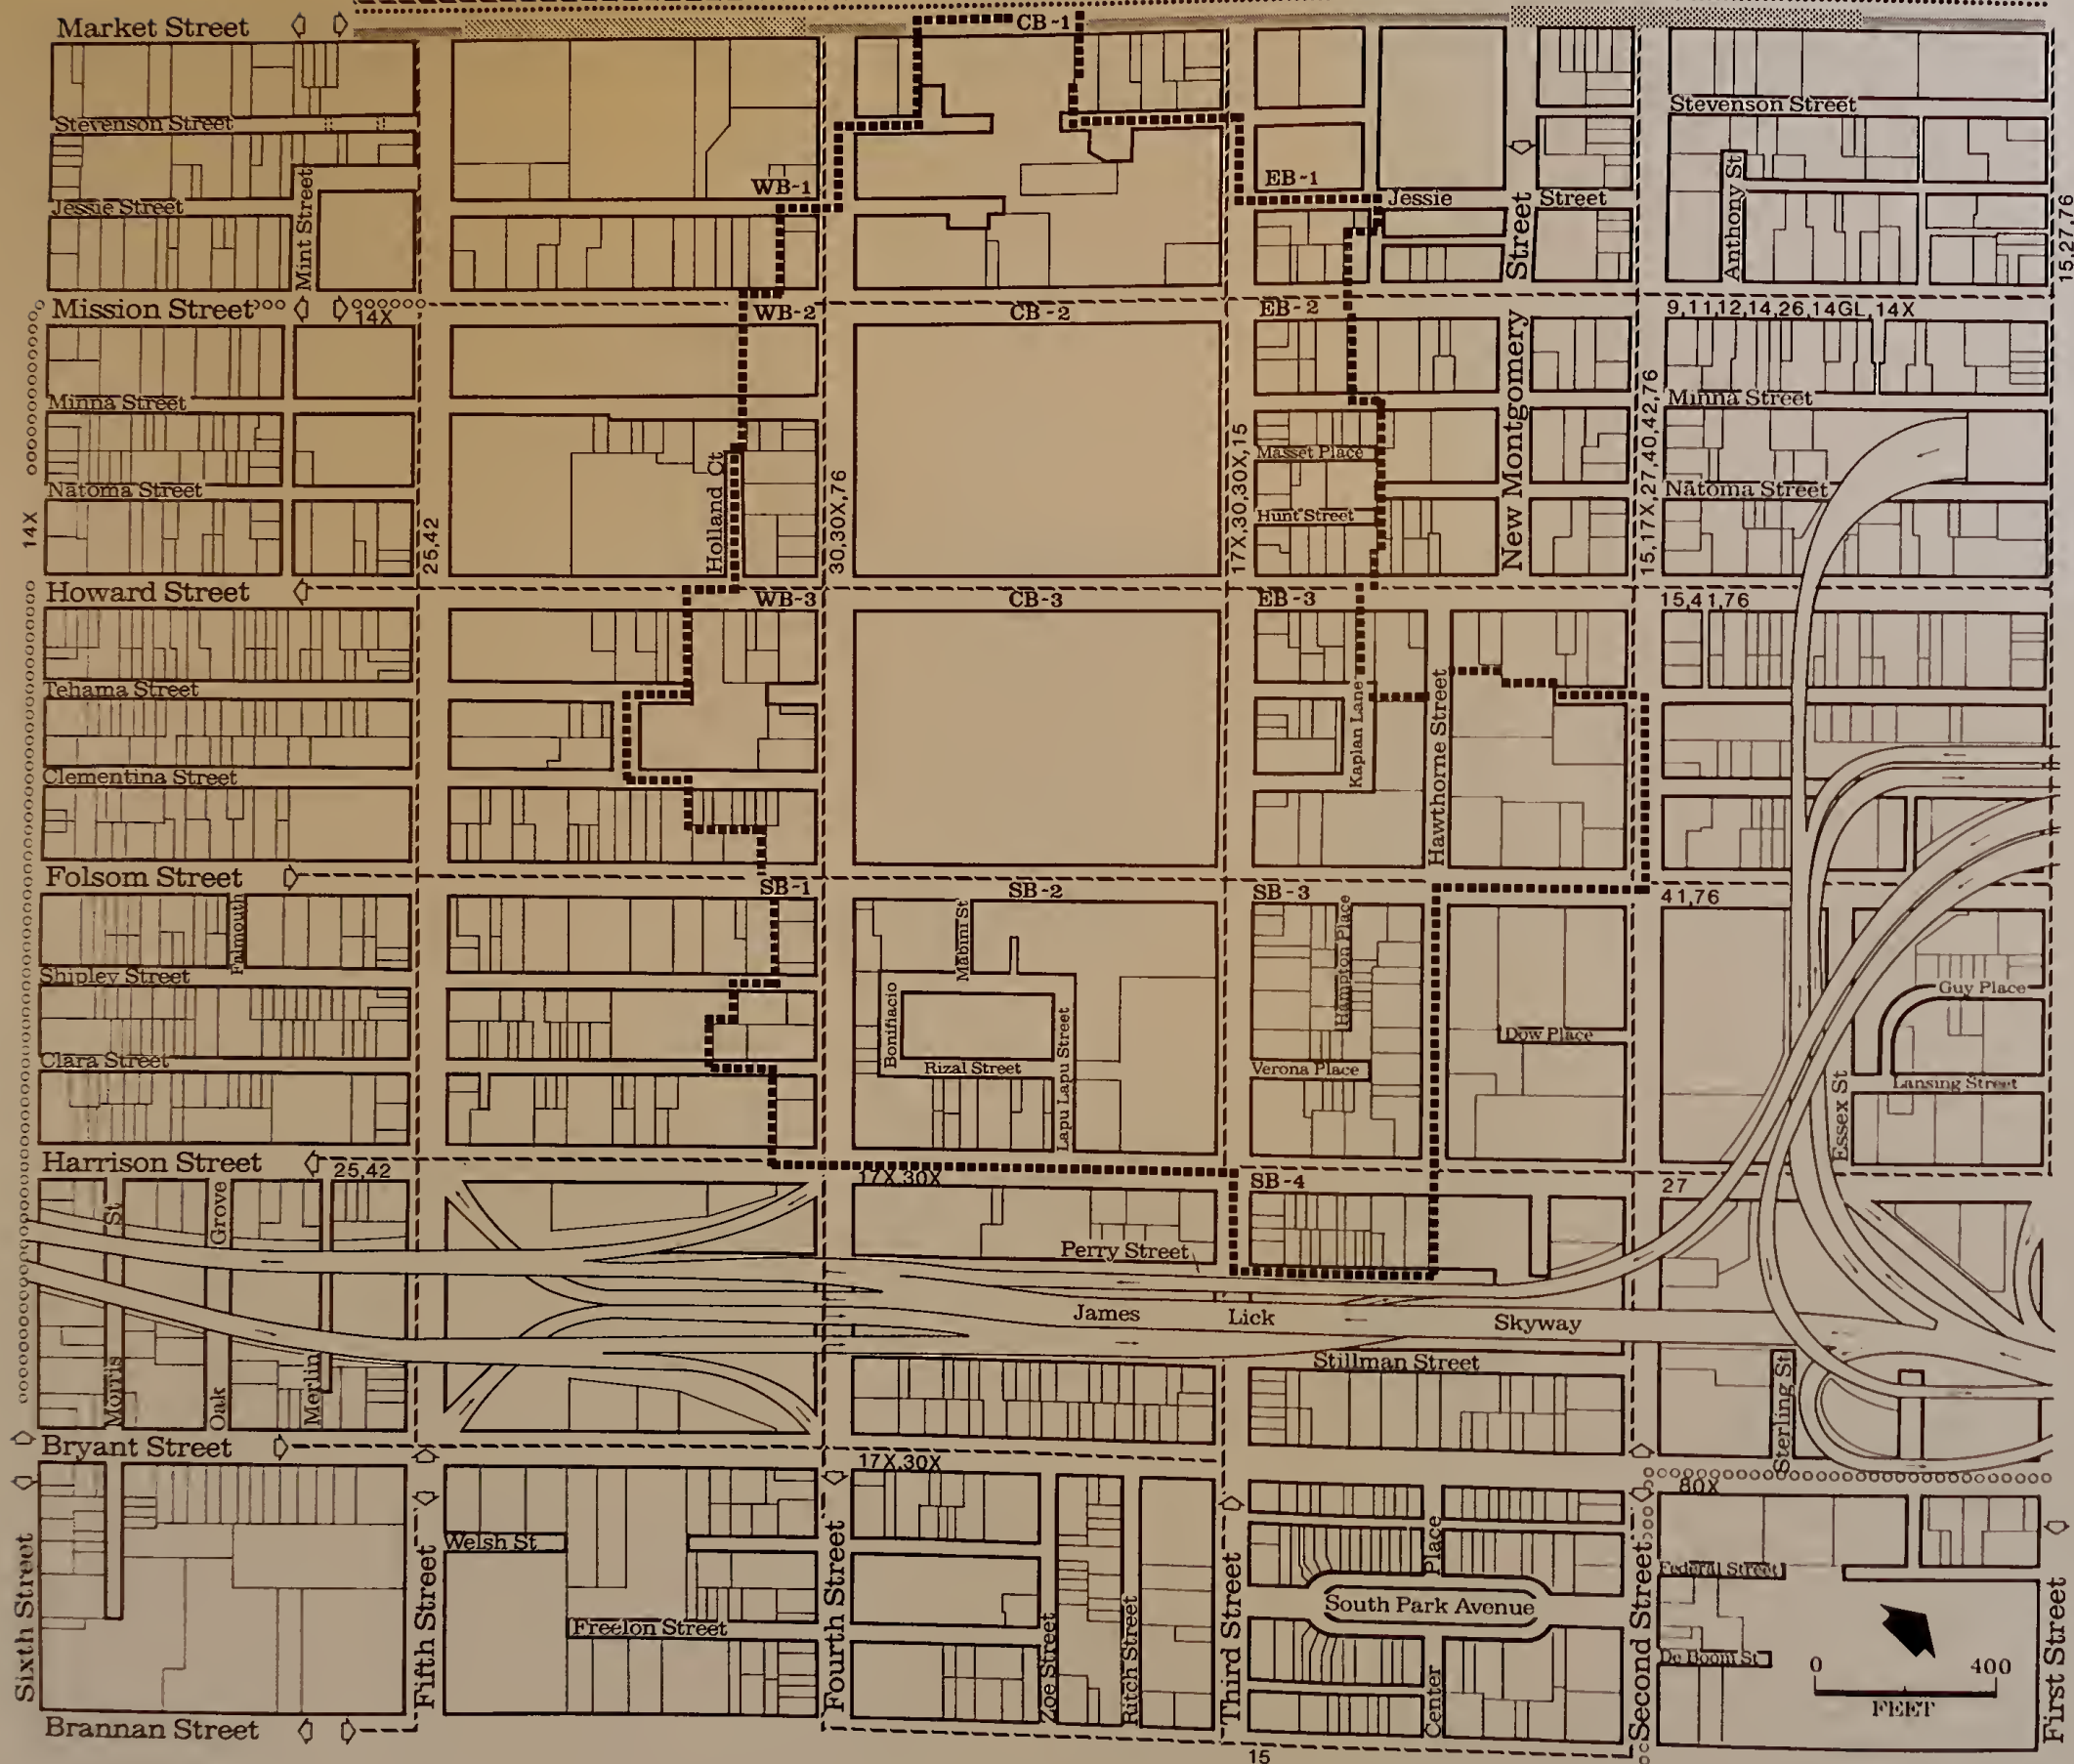 CB-1
Market Street
Stevenson Street
Stevenson Street
WB-1
EB-1
Jessie Street
Jessie
Street
Mint Street
Street
Anthony St
15,27,76
Mission Street
14X
WB-2
CB-2
EB-2
9,11,12,14,26,14GL,14X
Minna Street
Minna Street
Holland Ct
30,30X,76
17X,30,30X,15
Masset Place
New Montgomery
15,17X,27,40,42,76
Natoma Street
Natoma Street
14X
25,42
Hunt Street
Howard Street
WB-3
CB-3
EB-3
15,41,76
Tehama Street
Kaplan Lane
Hawthorne Street
Clementina Street
Folsom Street
SB-1
SB-2
SB-3
41,76
Falmouth
Mabini St
Hampton Place
Shipley Street
Bonifiacio
Guy Place
Lapu Lapu Street
Dow Place
Clara Street
Rizal Street
Verona Place
Lansing Street
Essex St
Harrison Street
25,42
17X,30X
SB-4
27
St
Grove
Perry Street
James
Lick
Skyway
Morris
Oak
Merlin
Stillman Street
Sterling St
Bryant Street
17X,30X
80X
Welsh St
Place
Federal Street
South Park Avenue
Freelon Street
Sixth Street
Fifth Street
Fourth Street
Zoe Street
Ritch Street
Third Street
Center
Second Street
De Boom St
0 400
FEET
First Street
Brannan Street
15